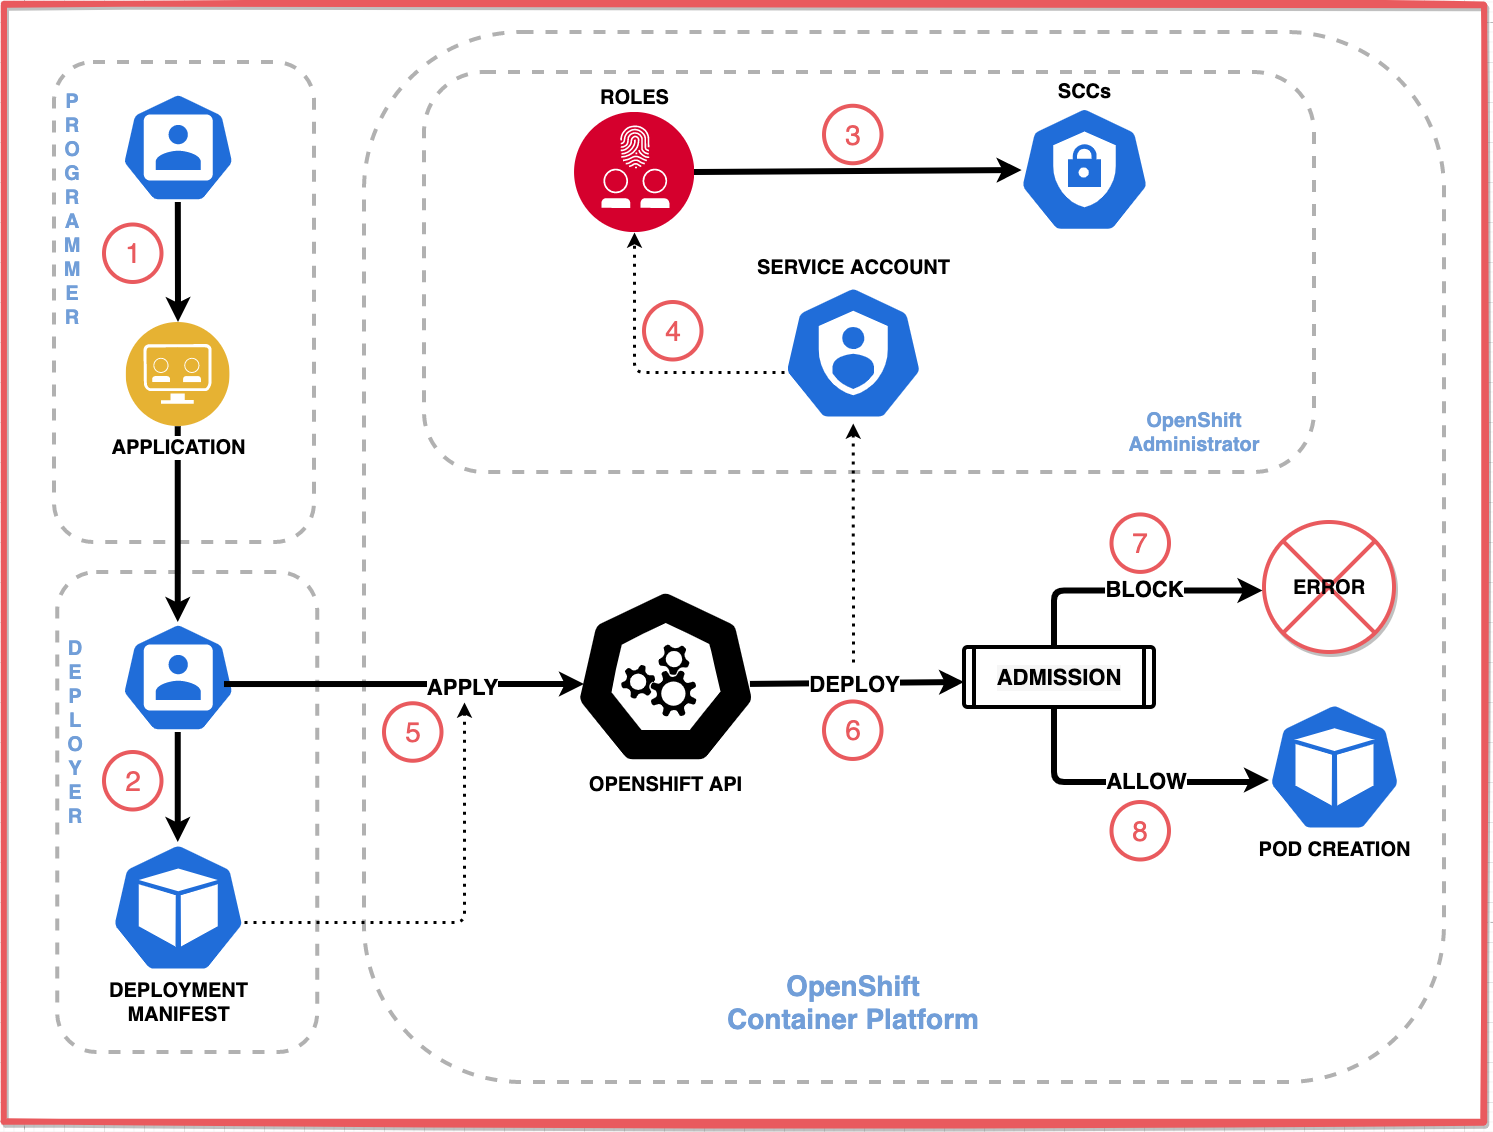 PROGRAMMER
1
APPLICATION
DEPLOYER
2
DEPLOYMENT
MANIFEST
ROLES
3
SCCs
SERVICE ACCOUNT
4
OpenShift
Administrator
APPLY
5
OPENSHIFT API
DEPLOY
6
ADMISSION
7
BLOCK
ERROR
ALLOW
8
POD CREATION
OpenShift
Container Platform